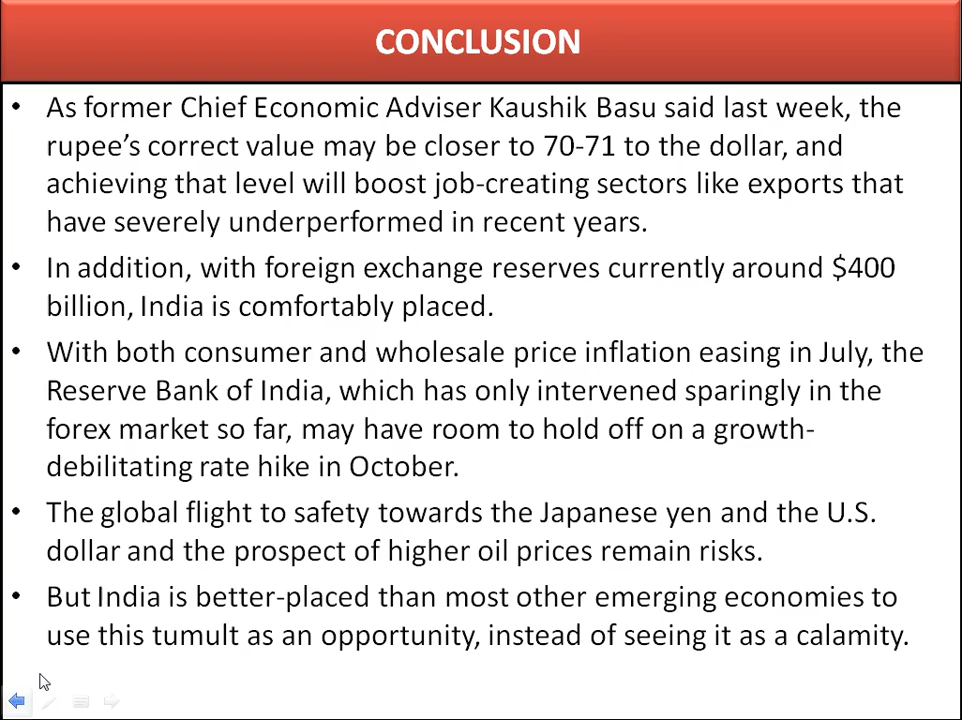 CONCLUSION
• As former Chief Economic Adviser Kaushik Basu said last week, the
rupee’s correct value may be closer to 70-71 to the dollar, and
achieving that level will boost job-creating sectors like exports that
have severely underperformed in recent years.
• In addition, with foreign exchange reserves currently around $400
billion, India is comfortably placed.
• With both consumer and wholesale price inflation easing in July, the
Reserve Bank of India, which has only intervened sparingly in the
forex market so far, may have room to hold off on a growth-
debilitating rate hike in October.
• The global flight to safety towards the Japanese yen and the U.S.
dollar and the prospect of higher oil prices remain risks.
• But India is better-placed than most other emerging economies to
use this tumult as an opportunity, instead of seeing it as a calamity.